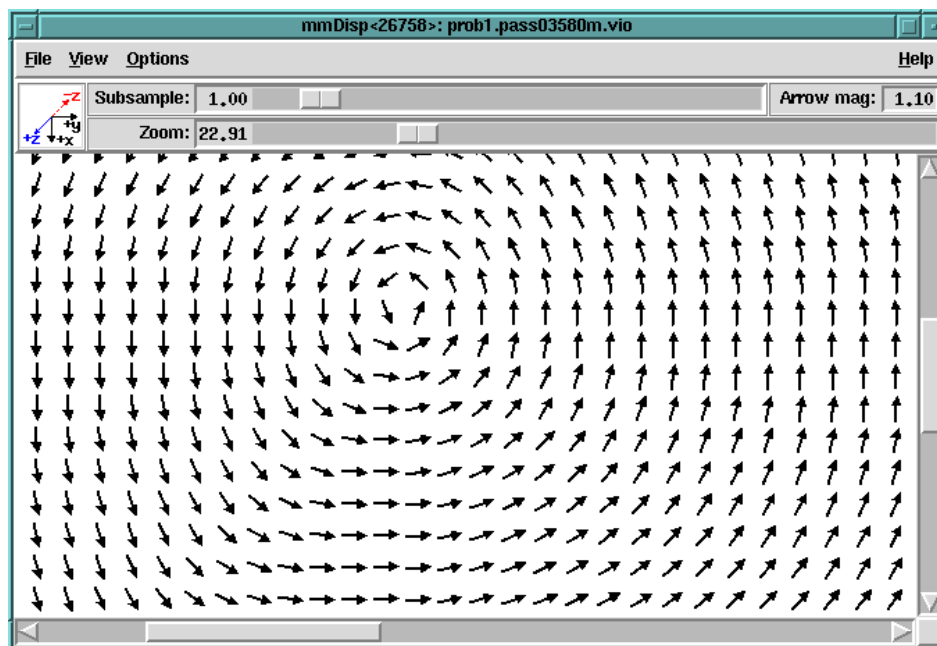 mmDisp<26758>: prob1.pass03580m.vio
File View Options Help
Subsample: 1.00 Arrow mag: 1.10
Zoom: 22.91
-z
+y
+z +x